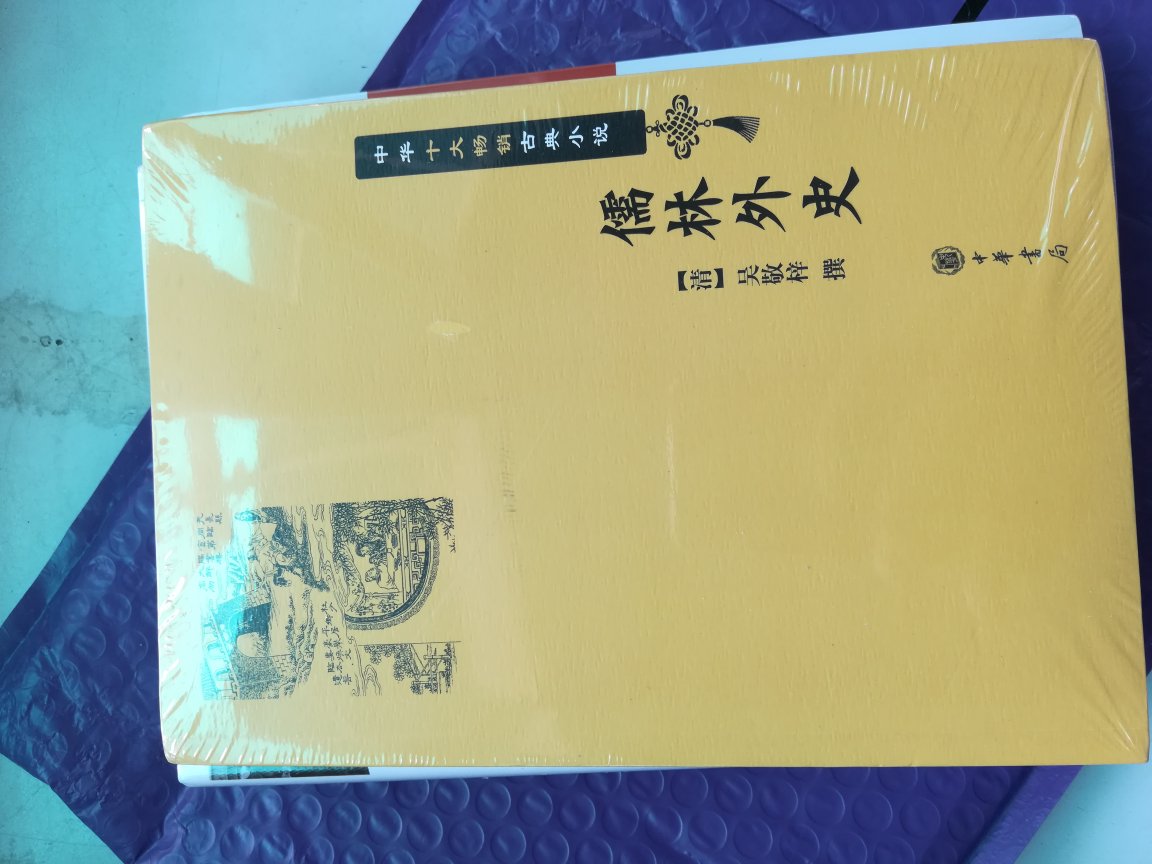 中华十大畅销古典小说
儒林外史
【清】吴敬梓 撰
中华书局